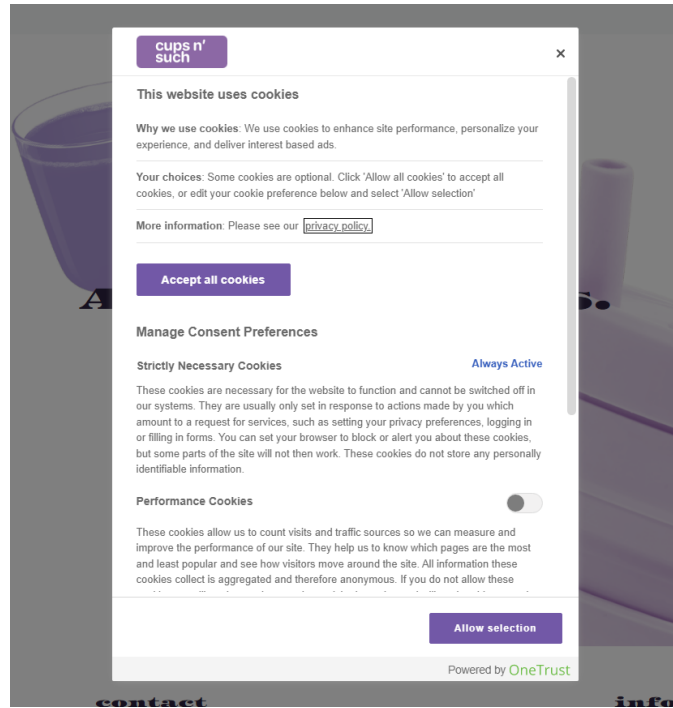 cups n'
such
×
This website uses cookies
Why we use cookies: We use cookies to enhance site performance, personalize your
experience, and deliver interest based ads.
Your choices: Some cookies are optional. Click 'Allow all cookies' to accept all
cookies, or edit your cookie preference below and select 'Allow selection'
More information: Please see our privacy policy.
Accept all cookies
Manage Consent Preferences
Strictly Necessary Cookies
Always Active
These cookies are necessary for the website to function and cannot be switched off in
our systems. They are usually only set in response to actions made by you which
amount to a request for services, such as setting your privacy preferences, logging in
or filling in forms. You can set your browser to block or alert you about these cookies,
but some parts of the site will not then work. These cookies do not store any personally
identifiable information.
Performance Cookies
These cookies allow us to count visits and traffic sources so we can measure and
improve the performance of our site. They help us to know which pages are the most
and least popular and see how visitors move around the site. All information these
cookies collect is aggregated and therefore anonymous. If you do not allow these
Allow selection
Powered by OneTrust
contact